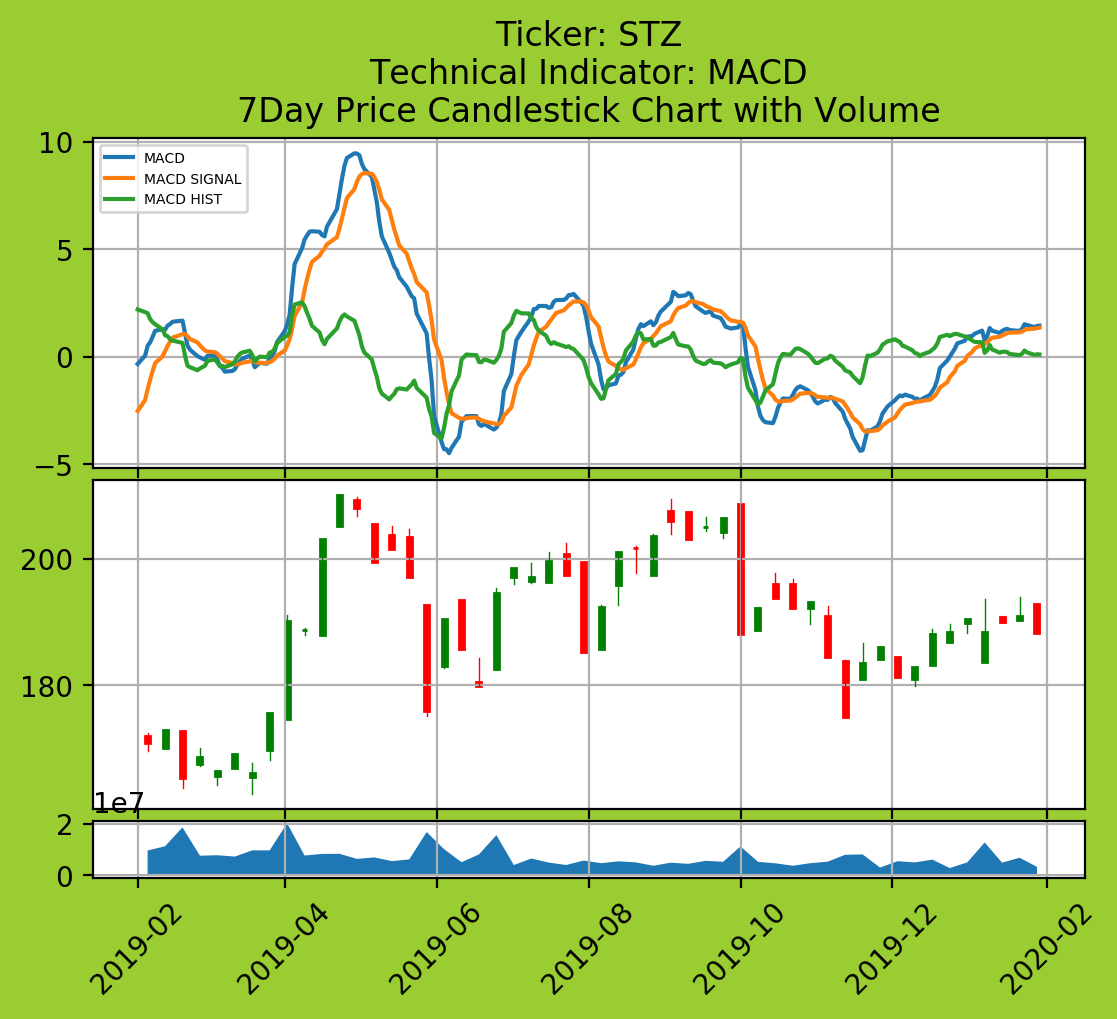 Ticker: STZ
Technical Indicator: MACD
7Day Price Candlestick Chart with Volume
10
5
0
−5
MACD
MACD SIGNAL
MACD HIST
200
180
1e7
2
0
2019-02
2019-04
2019-06
2019-08
2019-10
2019-12
2020-02